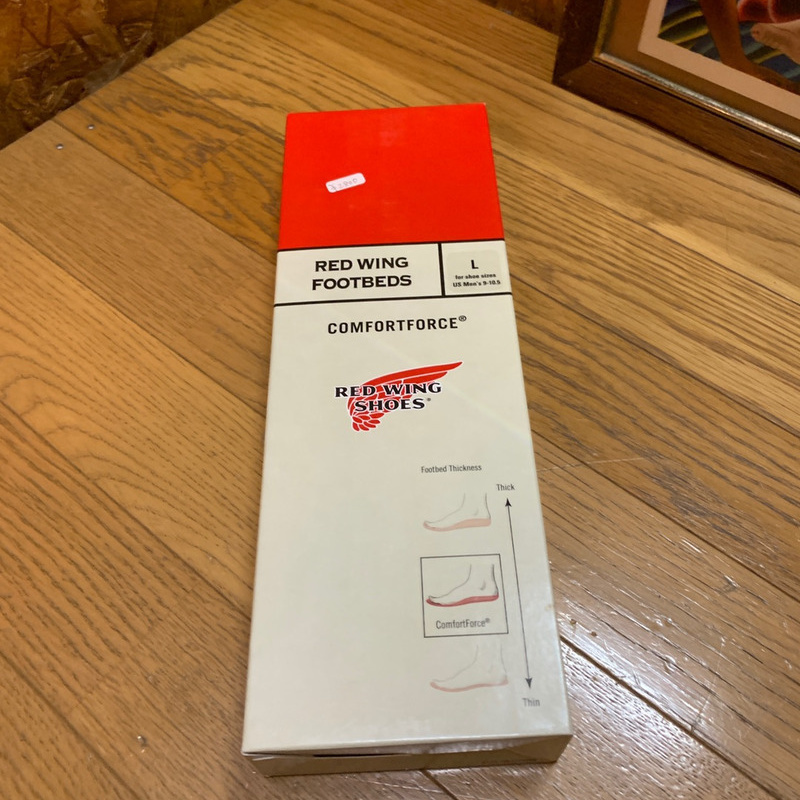 RED WING
FOOTBEDS
L
for shoe sizes
US Men's 9-10.5
COMFORTFORCE®
RED WING
SHOES®
Footbed Thickness
Thick
ComfortForce®
Thin